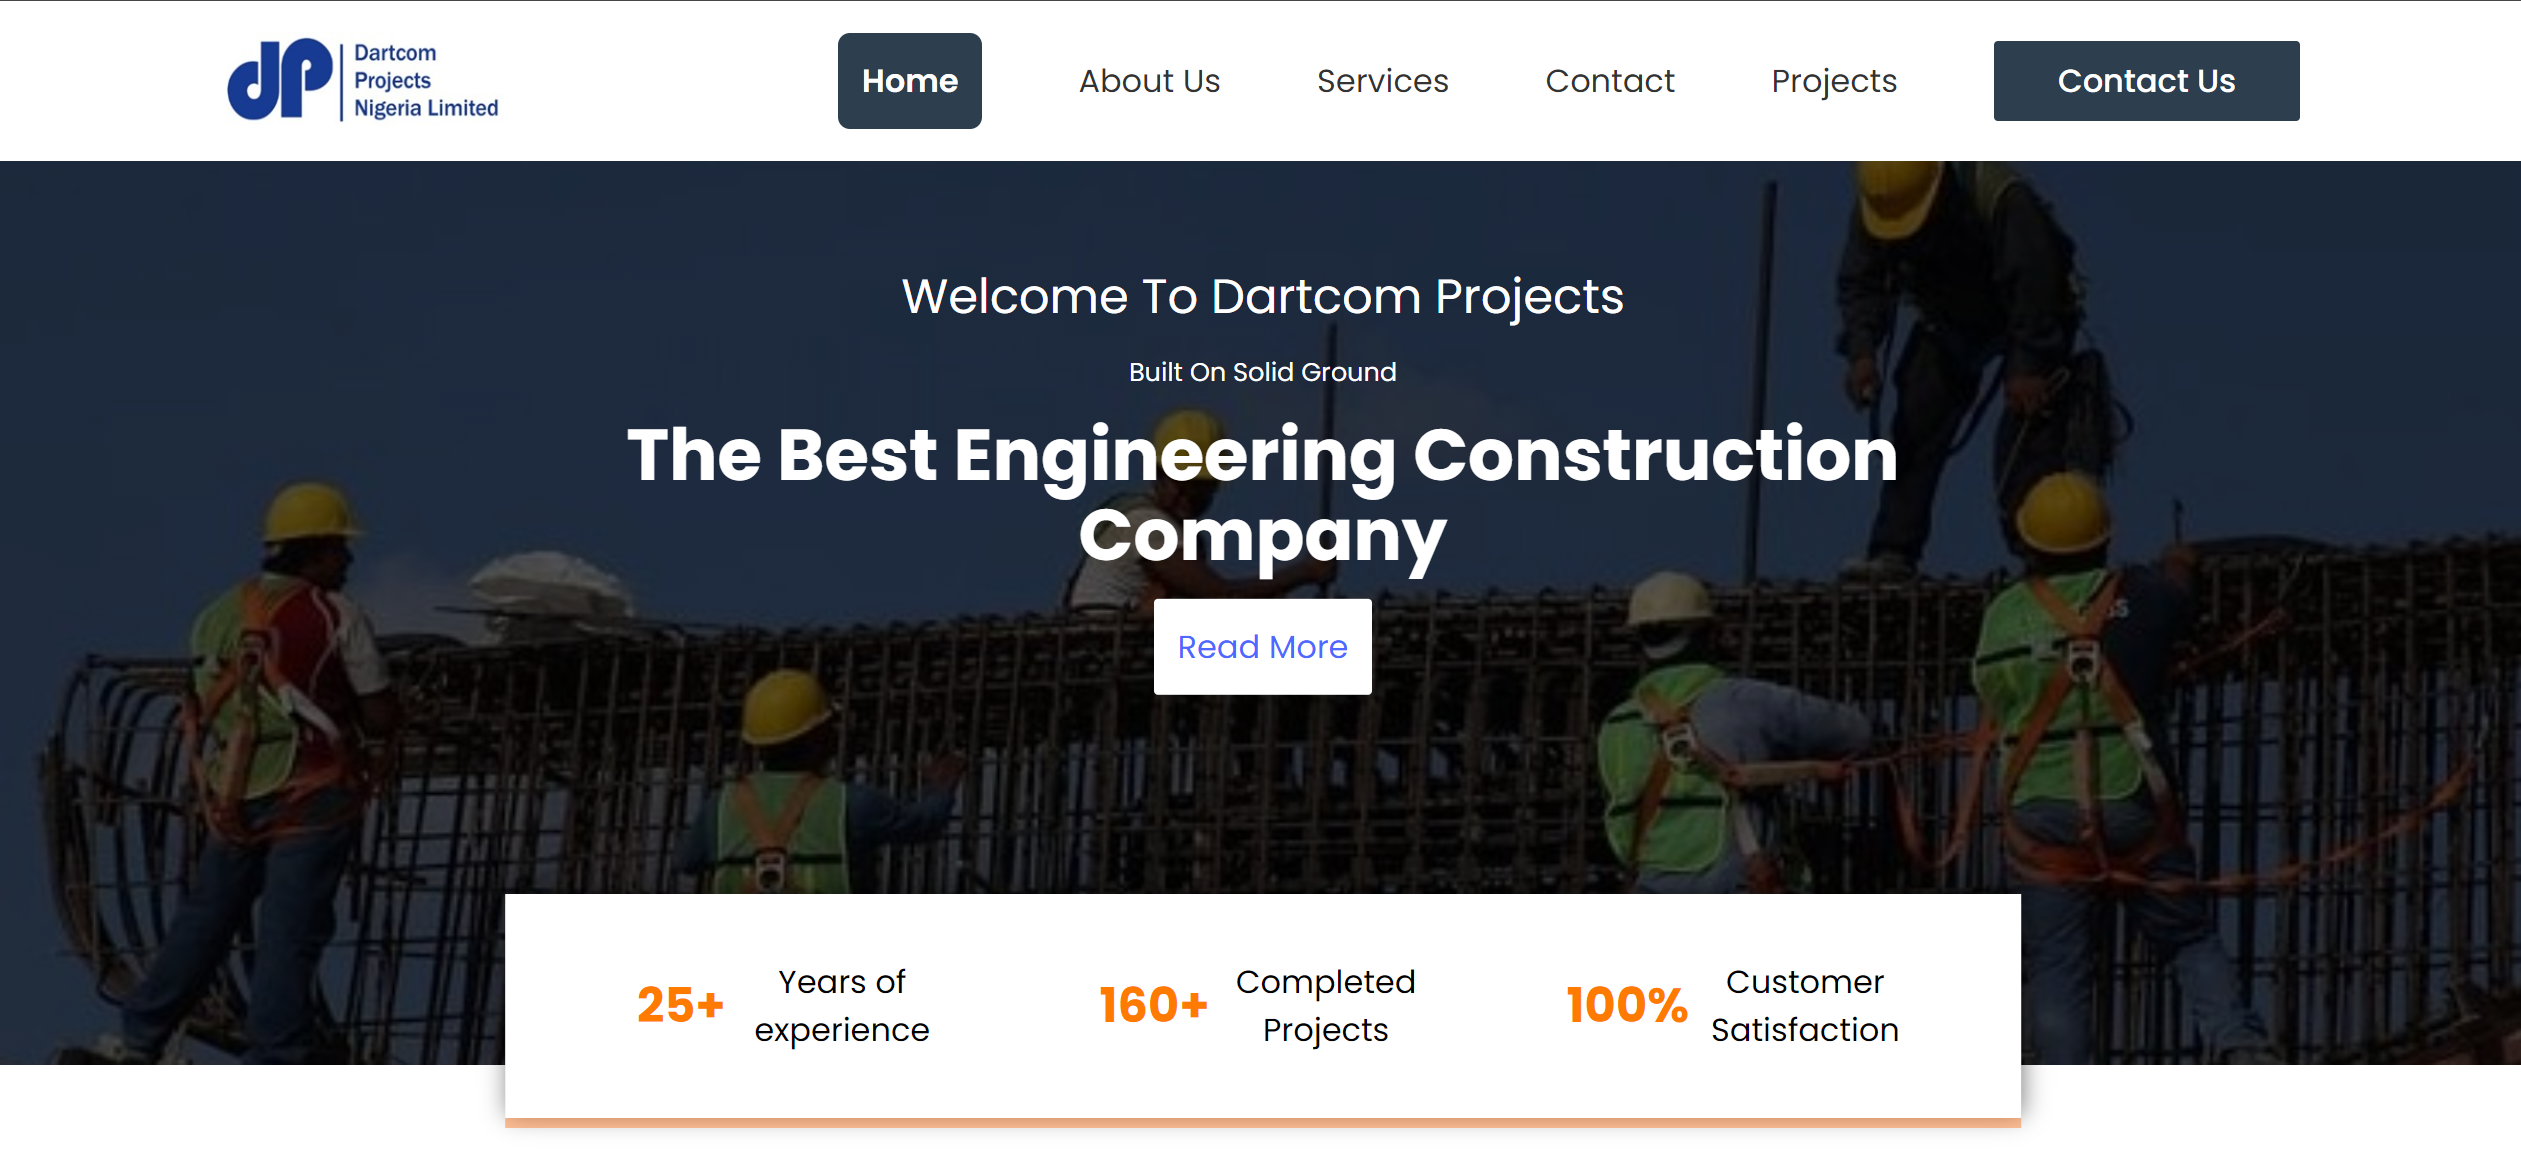 dp
Dartcom
Projects
Nigeria Limited
Home
About Us
Services
Contact
Projects
Contact Us
Welcome To Dartcom Projects
Built On Solid Ground
The Best Engineering Construction
Company
Read More
25+
Years of
experience
160+
Completed
Projects
100%
Customer
Satisfaction